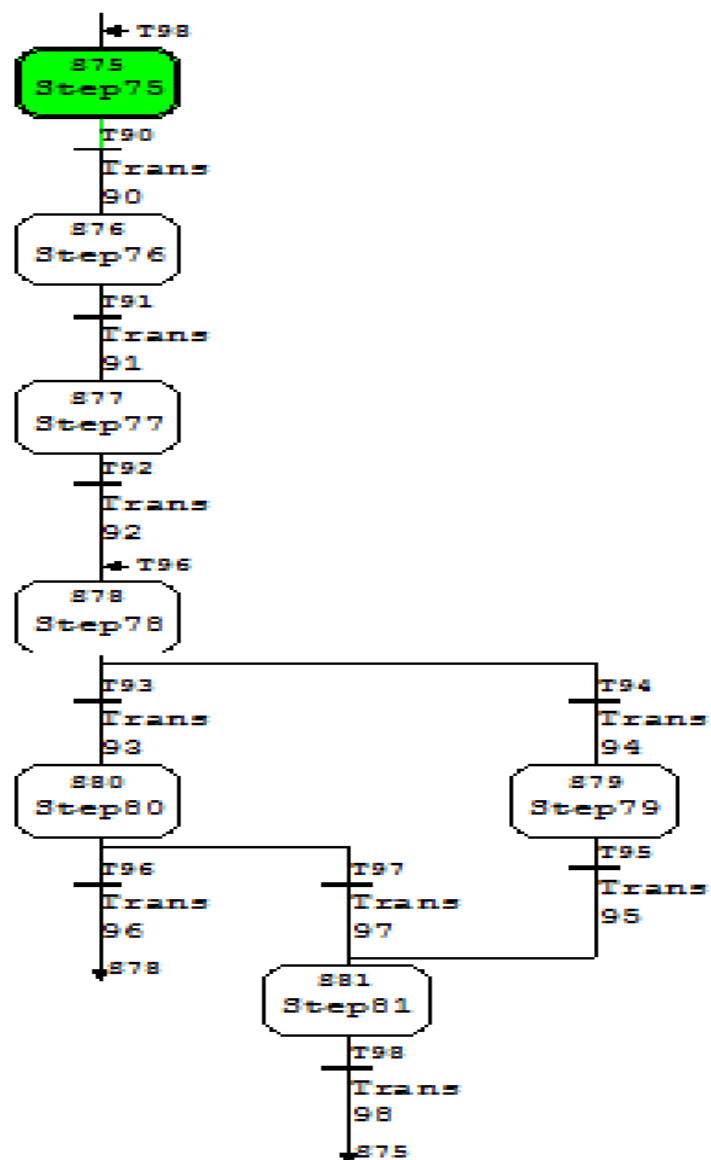 T98
S75
Step75
T90
Trans
90
S76
Step76
T91
Trans
91
S77
Step77
T92
Trans
92
T96
S78
Step78
T93
Trans
93
T94
Trans
94
S80
Step80
S79
Step79
T96
Trans
96
T97
Trans
97
T95
Trans
95
S78
S81
Step81
T98
Trans
98
S75